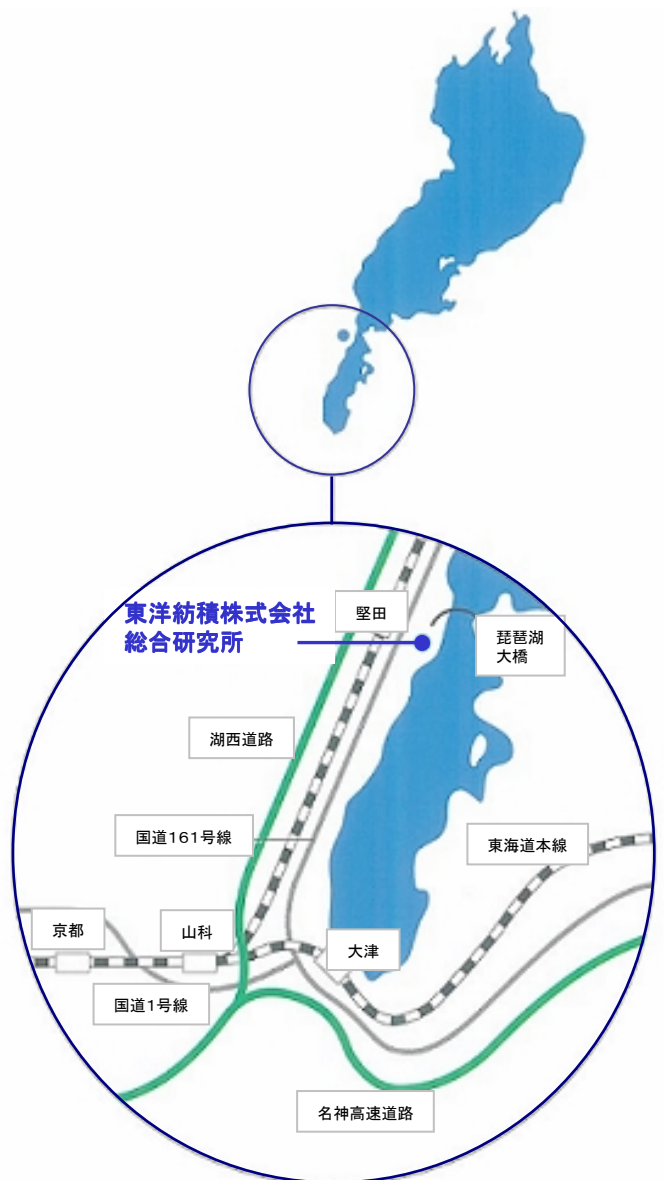 東洋紡積株式会社
総合研究所
堅田
琵琶湖
大橋
湖西道路
国道161号線
東海道本線
京都
山科
大津
国道1号線
名神高速道路